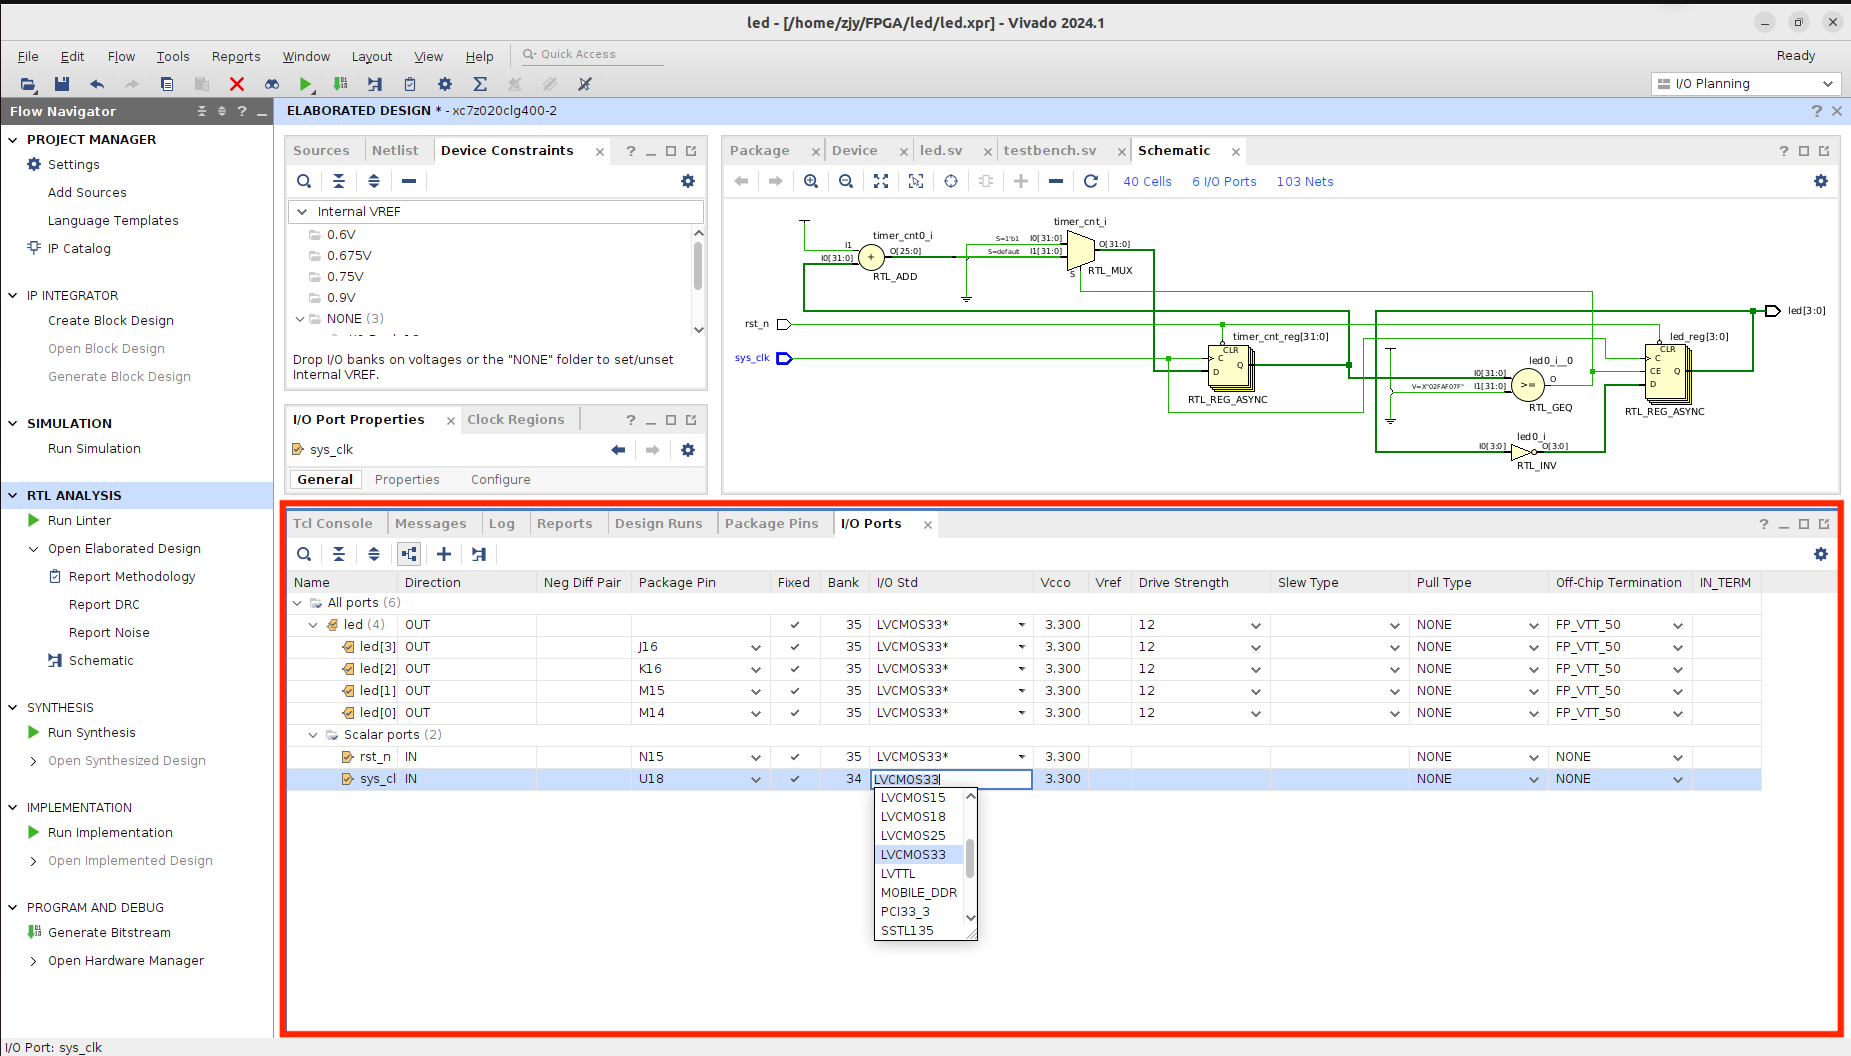 led - [/home/zjy/FPGA/led/led.xpr] - Vivado 2024.1
File Edit Flow Tools Reports Window Layout View Help Quick Access Ready
I/O Planning
Flow Navigator
ELABORATED DESIGN * - xc7z020clg400-2
PROJECT MANAGER
Settings
Add Sources
Language Templates
IP Catalog
IP INTEGRATOR
Create Block Design
Open Block Design
Generate Block Design
SIMULATION
Run Simulation
RTL ANALYSIS
Run Linter
Open Elaborated Design
Report Methodology
Report DRC
Report Noise
Schematic
SYNTHESIS
Run Synthesis
Open Synthesized Design
IMPLEMENTATION
Run Implementation
Open Implemented Design
PROGRAM AND DEBUG
Generate Bitstream
Open Hardware Manager
Sources Netlist Device Constraints
Internal VREF
0.6V
0.675V
0.75V
0.9V
NONE (3)
Drop I/O banks on voltages or the "NONE" folder to set/unset
Internal VREF.
I/O Port Properties Clock Regions
sys_clk
General Properties Configure
Package Device led.sv testbench.sv Schematic
40 Cells 6 I/O Ports 103 Nets
timer_cnt_i
timer_cnt0_i
S=1'b1 I0[31:0]
O[31:0]
I1
O[25:0]
S=default I1[31:0]
I0[31:0]
+
S
RTL_MUX
RTL_ADD
led[3:0]
rst_n
timer_cnt_reg[31:0]
led_reg[3:0]
sys_clk
CLR
C
D
Q
RTL_REG_ASYNC
led0_i__0
I0[31:0]
V=X"02FAF07F" I1[31:0]
>=
O
RTL_GEQ
CLR
C
CE
D
Q
RTL_REG_ASYNC
led0_i
I0[3:0]
O[3:0]
RTL_INV
Tcl Console Messages Log Reports Design Runs Package Pins I/O Ports
Name Direction Neg Diff Pair Package Pin Fixed Bank I/O Std Vcco Vref Drive Strength Slew Type Pull Type Off-Chip Termination IN_TERM
All ports (6)
led (4) OUT 35 LVCMOS33* 3.300 12 NONE FP_VTT_50
led[3] OUT J16 35 LVCMOS33* 3.300 12 NONE FP_VTT_50
led[2] OUT K16 35 LVCMOS33* 3.300 12 NONE FP_VTT_50
led[1] OUT M15 35 LVCMOS33* 3.300 12 NONE FP_VTT_50
led[0] OUT M14 35 LVCMOS33* 3.300 12 NONE FP_VTT_50
Scalar ports (2)
rst_n IN N15 35 LVCMOS33* 3.300 NONE NONE
sys_cl IN U18 34 LVCMOS33 3.300 NONE NONE
LVCMOS15
LVCMOS18
LVCMOS25
LVCMOS33
LVTTL
MOBILE_DDR
PCI33_3
SSTL135
I/O Port: sys_clk